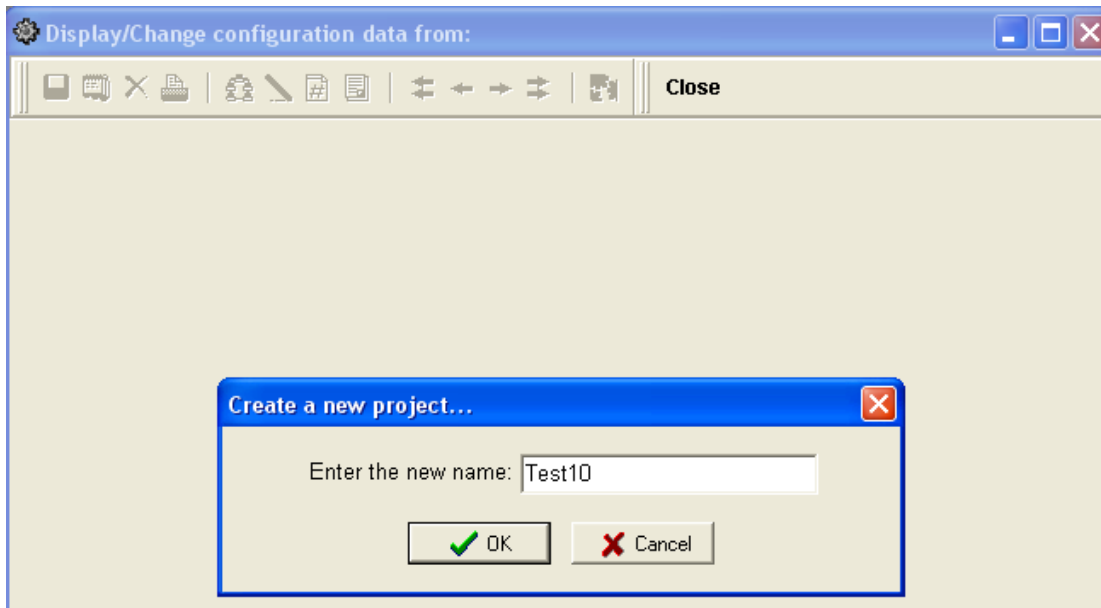 Display/Change configuration data from:
Close
Create a new project...
Enter the new name: Test10
OK Cancel